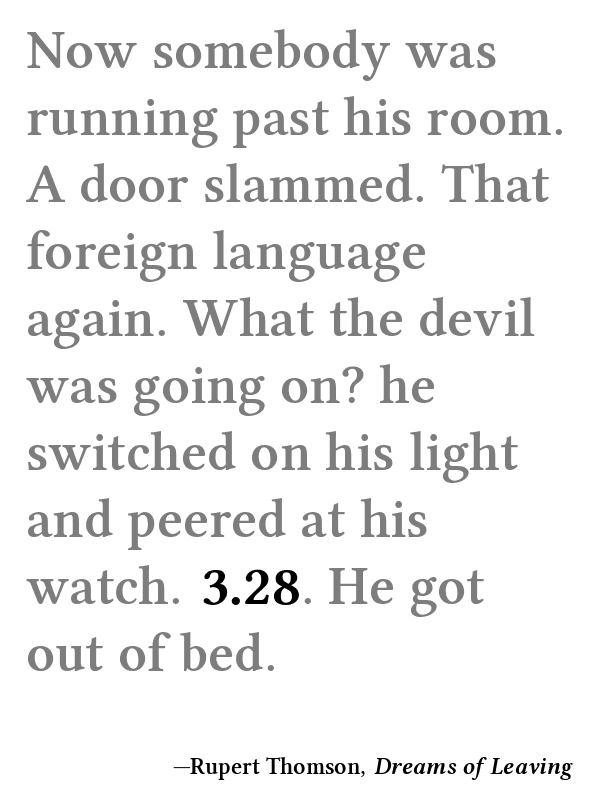 Now somebody was
running past his room.
A door slammed. That
foreign language
again. What the devil
was going on? he
switched on his light
and peered at his
watch. 3.28. He got
out of bed.
—Rupert Thomson, Dreams of Leaving